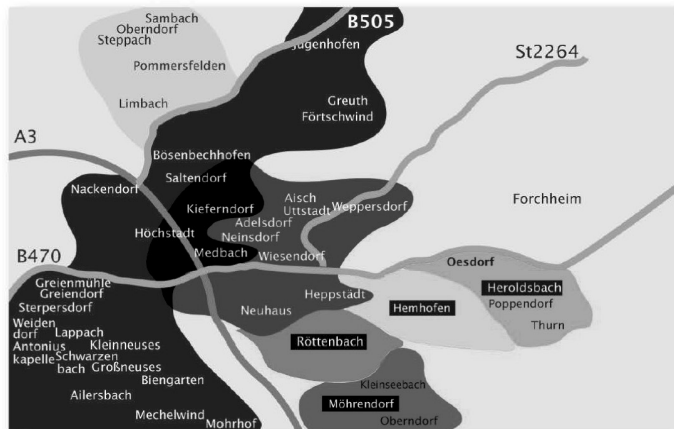 Sambach
Oberndorf
Steppach
Pommersfelden
Limbach
B505
Jugenhofen
Greuth
Förtschwind
St2264
A3
Bösenbechhofen
Saltendorf
Nackendorf
Kieferndorf
Aisch
Uttstadt
Weppersdorf
Forchheim
Adelsdorf
Neinsdorf
Höchstadt
Medbach
Wiesendorf
B470
Oesdorf
Greienmühle
Greiendorf
Sterpersdorf
Heppstädt
Heroldsbach
Poppendorf
Hemhofen
Neuhaus
Thurn
Weiden
dorf
Lappach
Antonius
kapelle
Kleinneuses
Schwarzen
bach
Großneuses
Röttenbach
Biengarten
Ailersbach
Kleinseebach
Möhrendorf
Oberndorf
Mechelwind
Mohrhof